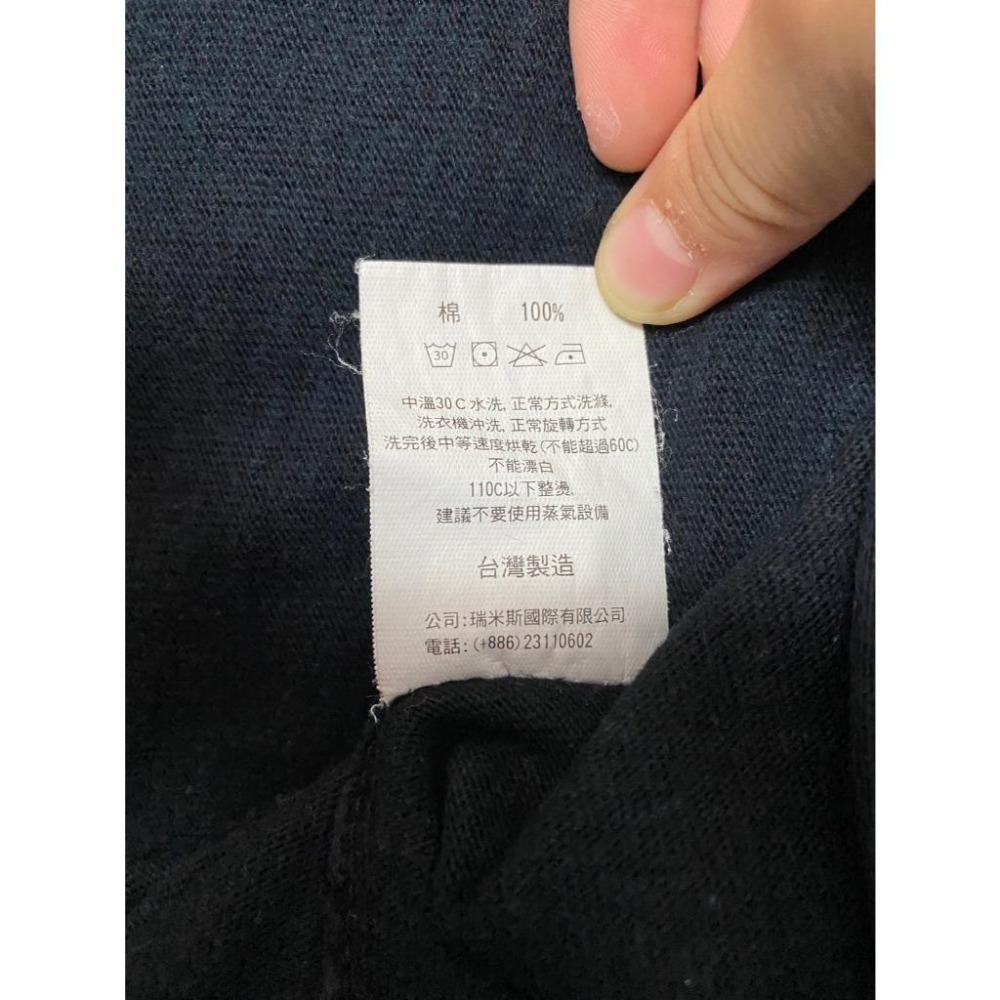 棉 100%
30
中溫30C水洗,正常方式洗滌,
洗衣機沖洗,正常旋轉方式
洗完後中等速度烘乾(不能超過60C)
不能漂白
110C以下整燙,
建議不要使用蒸氣設備
台灣製造
公司:瑞米斯國際有限公司
電話:(+886)23110602